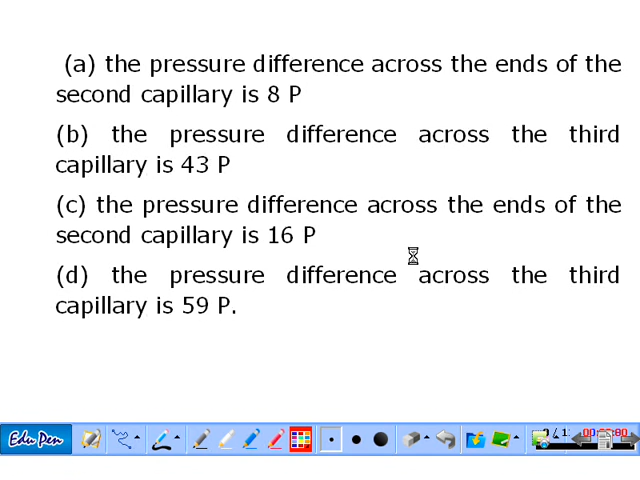 (a) the pressure difference across the ends of the
second capillary is 8 P
(b) the pressure difference across the third
capillary is 43 P
(c) the pressure difference across the ends of the
second capillary is 16 P
(d) the pressure difference across the third
capillary is 59 P.
Edu Pen